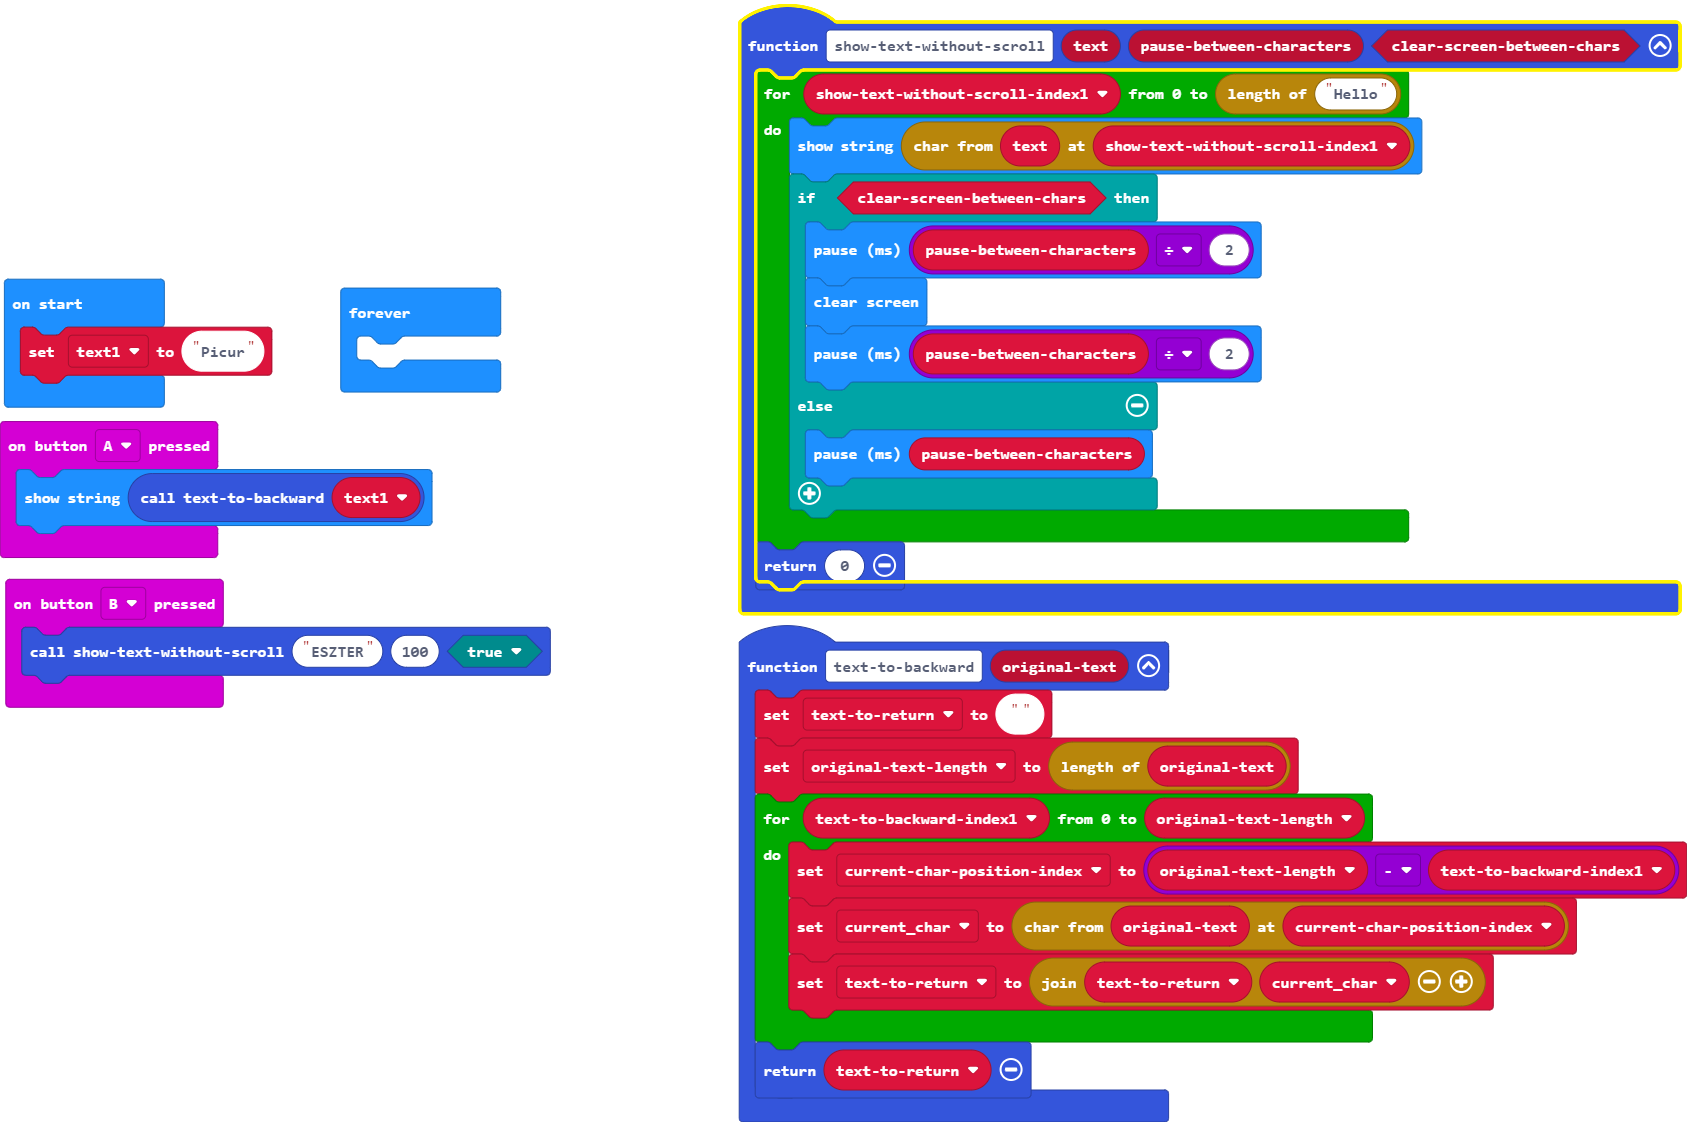 on start
set text1 to "Picur"
forever
on button A pressed
show string call text-to-backward text1
on button B pressed
call show-text-without-scroll "ESZTER" 100 true
function show-text-without-scroll text pause-between-characters clear-screen-between-chars
for show-text-without-scroll-index1 from 0 to length of "Hello"
do
show string char from text at show-text-without-scroll-index1
if clear-screen-between-chars then
pause (ms) pause-between-characters ÷ 2
clear screen
pause (ms) pause-between-characters ÷ 2
else
pause (ms) pause-between-characters
return 0
function text-to-backward original-text
set text-to-return to " "
set original-text-length to length of original-text
for text-to-backward-index1 from 0 to original-text-length
do
set current-char-position-index to original-text-length - text-to-backward-index1
set current_char to char from original-text at current-char-position-index
set text-to-return to join text-to-return current_char
return text-to-return